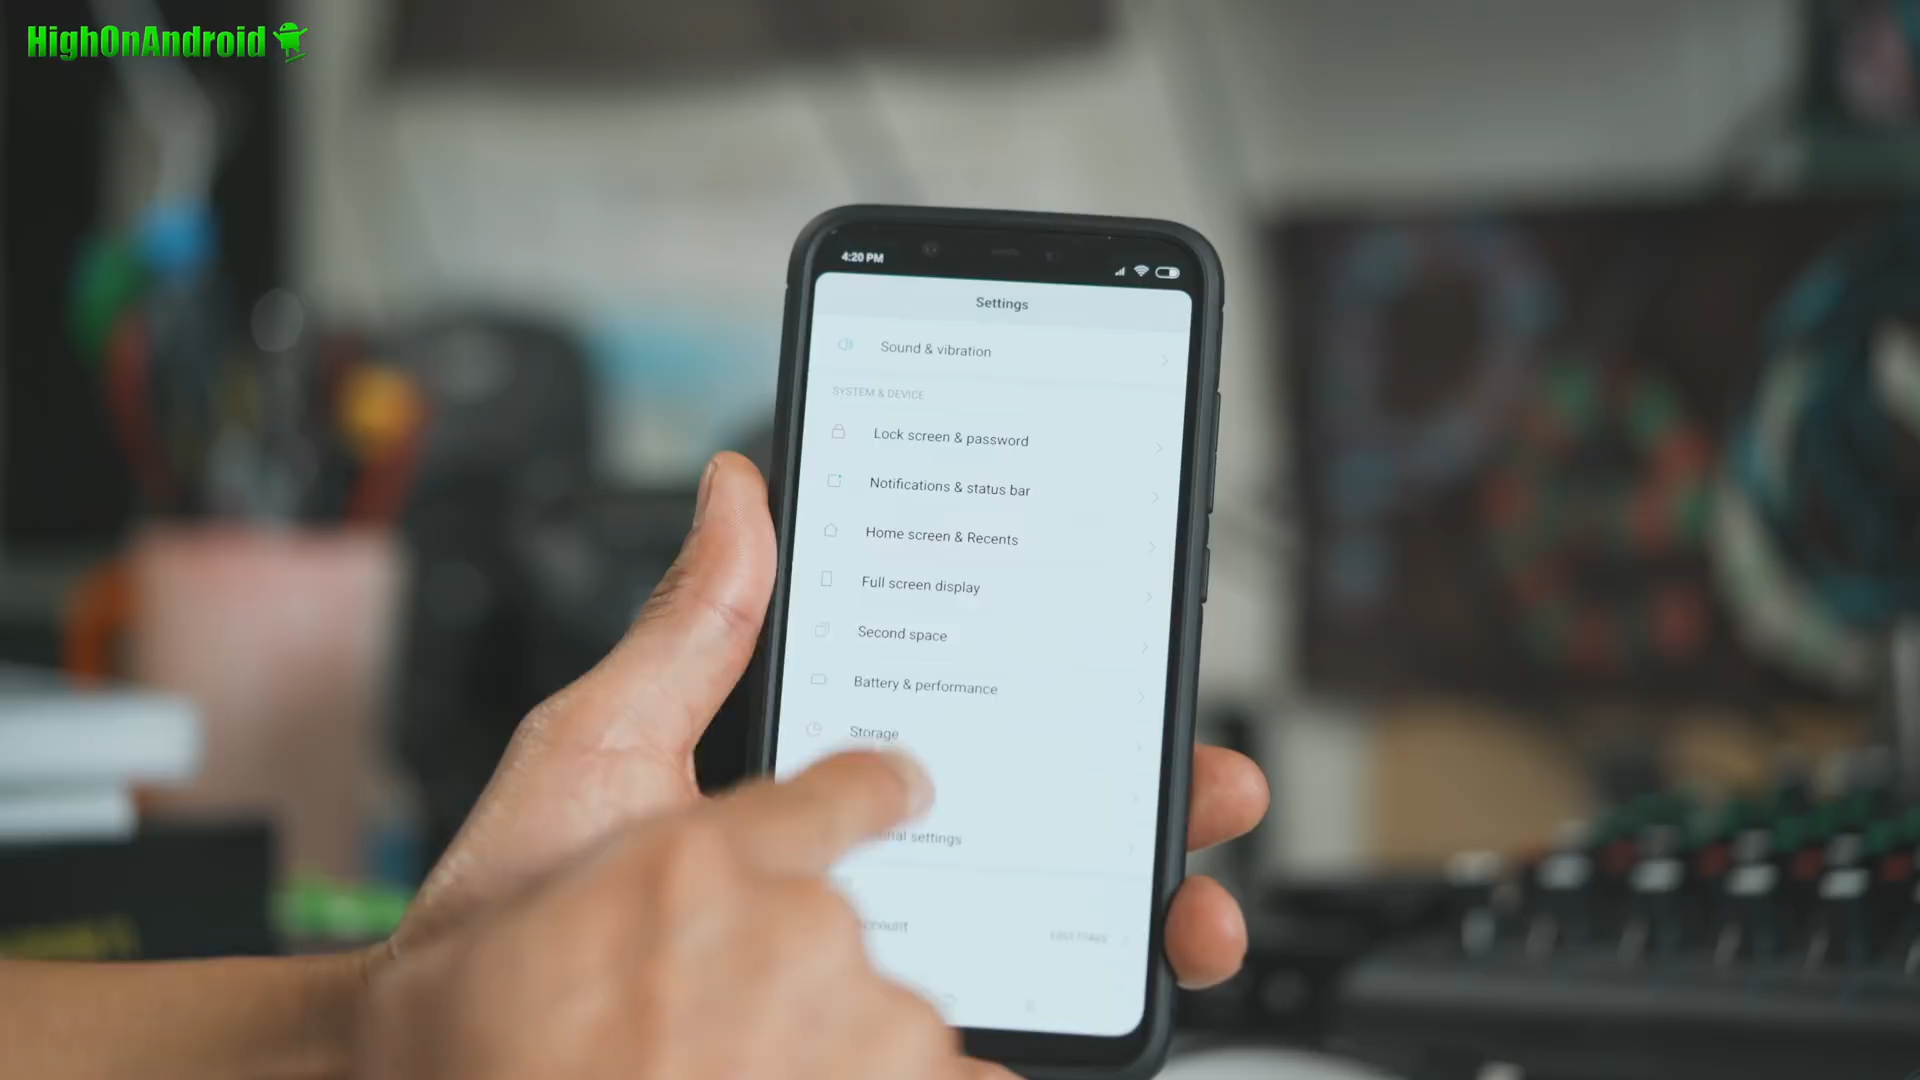 HighOnAndroid
4:20 PM
Settings
Sound & vibration
SYSTEM & DEVICE
Lock screen & password
Notifications & status bar
Home screen & Recents
Full screen display
Second space
Battery & performance
Storage
settings